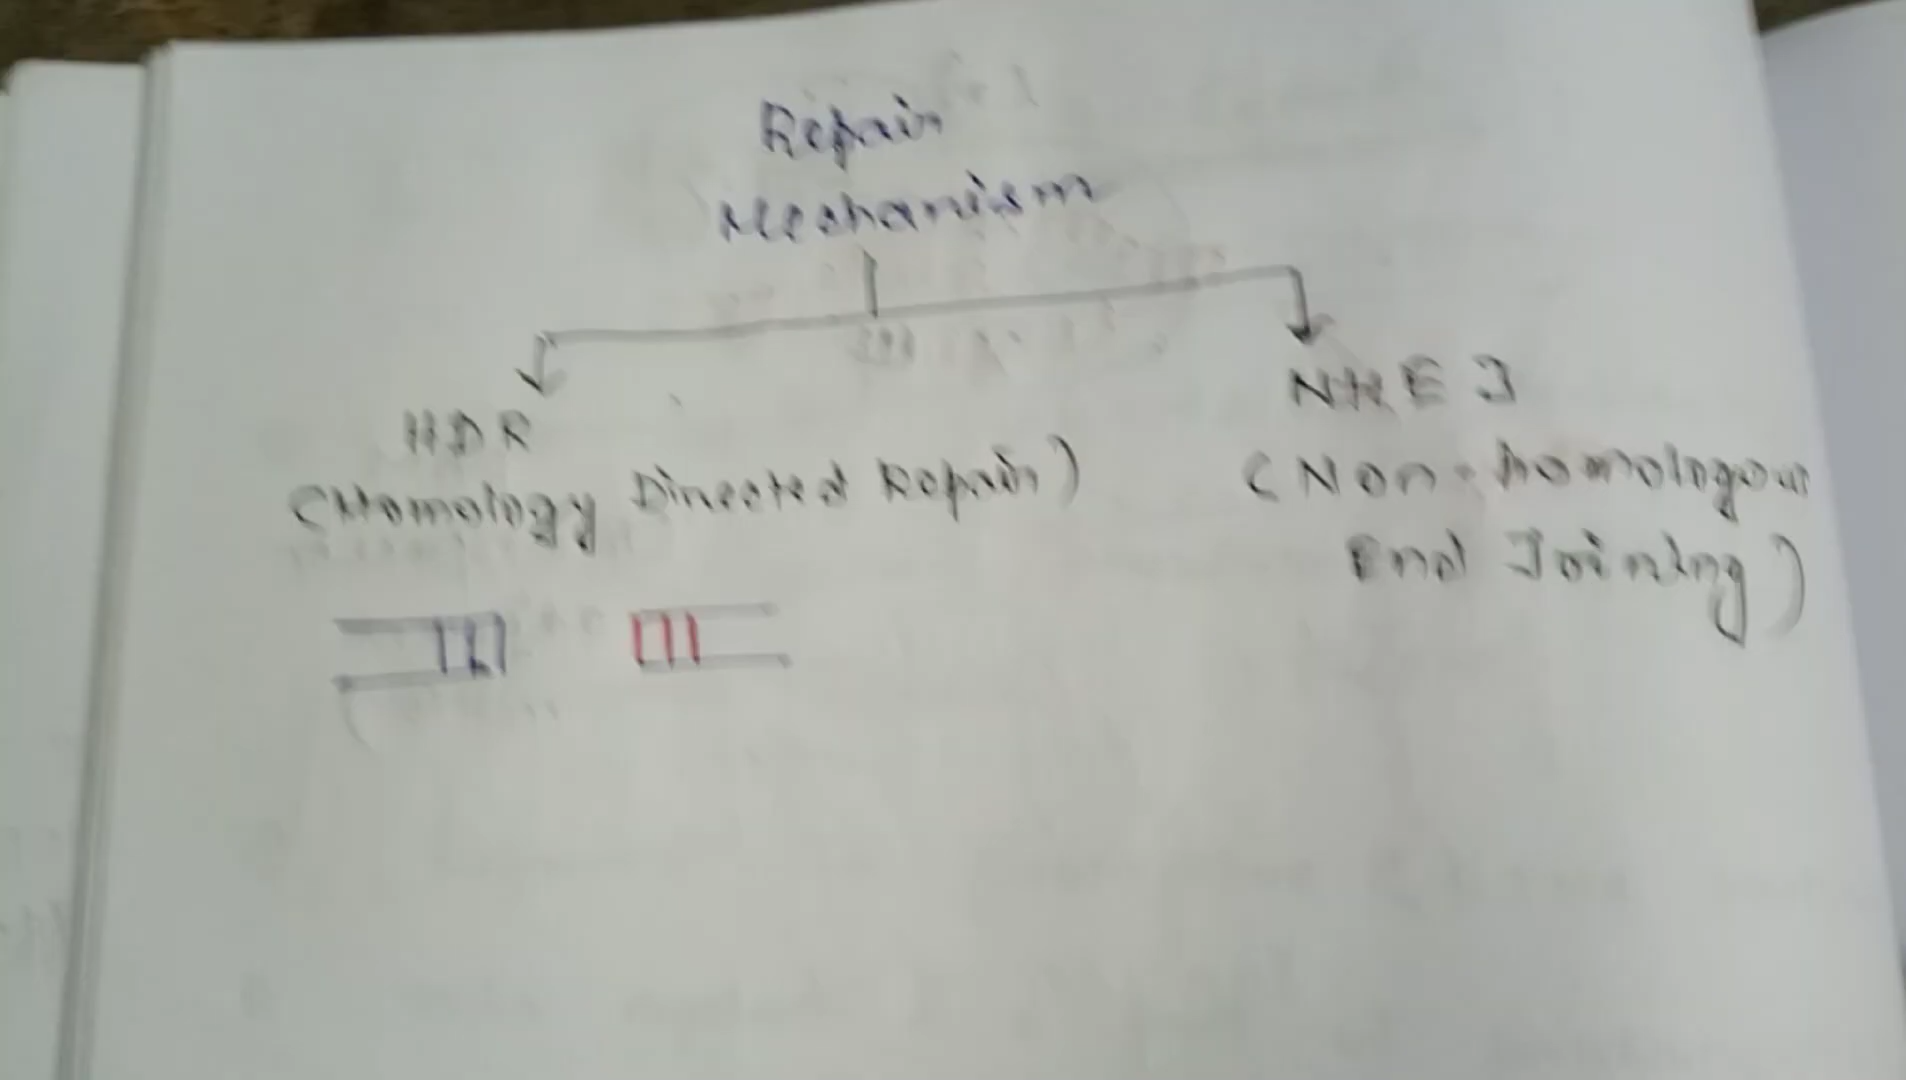 Repair
Mechanism
HDR
(Homology Directed Repair)
NHEJ
(Non-homologous
End Joining)